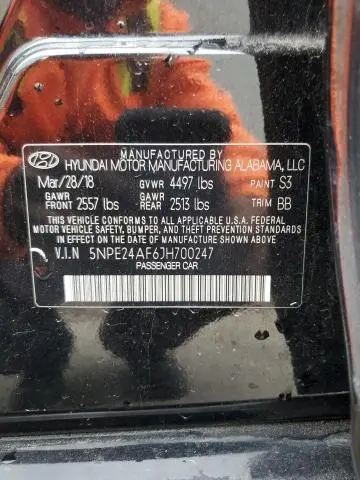 MANUFACTURED BY
HYUNDAI MOTOR MANUFACTURING ALABAMA, LLC
Mar/28/18 GVWR 4497 lbs PAINT S3
GAWR FRONT 2557 lbs GAWR REAR 2513 lbs TRIM BB
THIS VEHICLE CONFORMS TO ALL APPLICABLE U.S. FEDERAL
MOTOR VEHICLE SAFETY, BUMPER, AND THEFT PREVENTION
STANDARDS IN EFFECT ON THE DATE OF MANUFACTURE SHOWN ABOVE.
V.I.N 5NPE24AF6JH700247
PASSENGER CAR